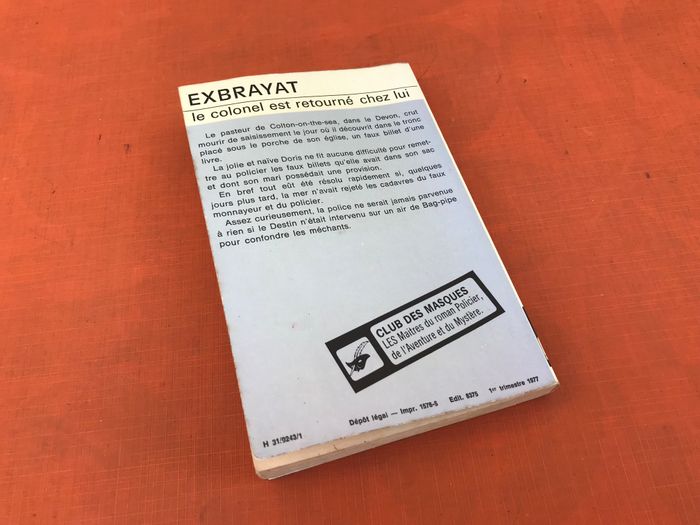 EXBRAYAT
le colonel est retourné chez lui
Le pasteur de Colton-on-the-sea, dans le Devon, crut
mourir de saisissement le jour où il découvrit dans le tronc
placé sous le porche de son église, un faux billet d'une
livre.
La jolie et naïve Doris ne fit aucune difficulté pour remet-
tre au policier les faux billets qu'elle avait dans son sac
et dont son mari possédait une provision.
En bref tout eût été résolu rapidement si, quelques
jours plus tard, la mer n'avait rejeté les cadavres du faux
monnayeur et du policier.
Assez curieusement, la police ne serait jamais parvenue
à rien si le Destin n'était intervenu sur un air de Bag-pipe
pour confondre les méchants.
CLUB DES MASQUES
LES Maîtres du roman Policier,
de l'Aventure et du Mystère.
Dépôt légal — Impr. 1576-5 Edit. 8375 1er trimestre 1977
H 31/0243/1